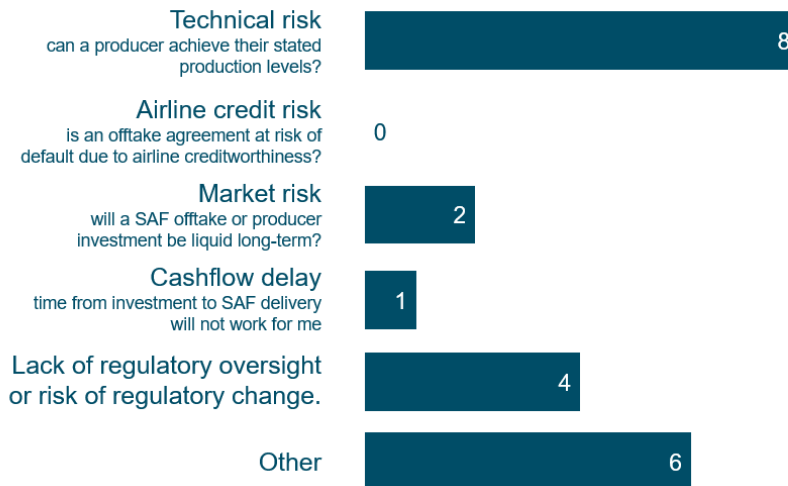 Technical risk
can a producer achieve their stated
production levels?
8
Airline credit risk
is an offtake agreement at risk of
default due to airline creditworthiness?
0
Market risk
will a SAF offtake or producer
investment be liquid long-term?
2
Cashflow delay
time from investment to SAF delivery
will not work for me
1
Lack of regulatory oversight
or risk of regulatory change.
4
Other
6